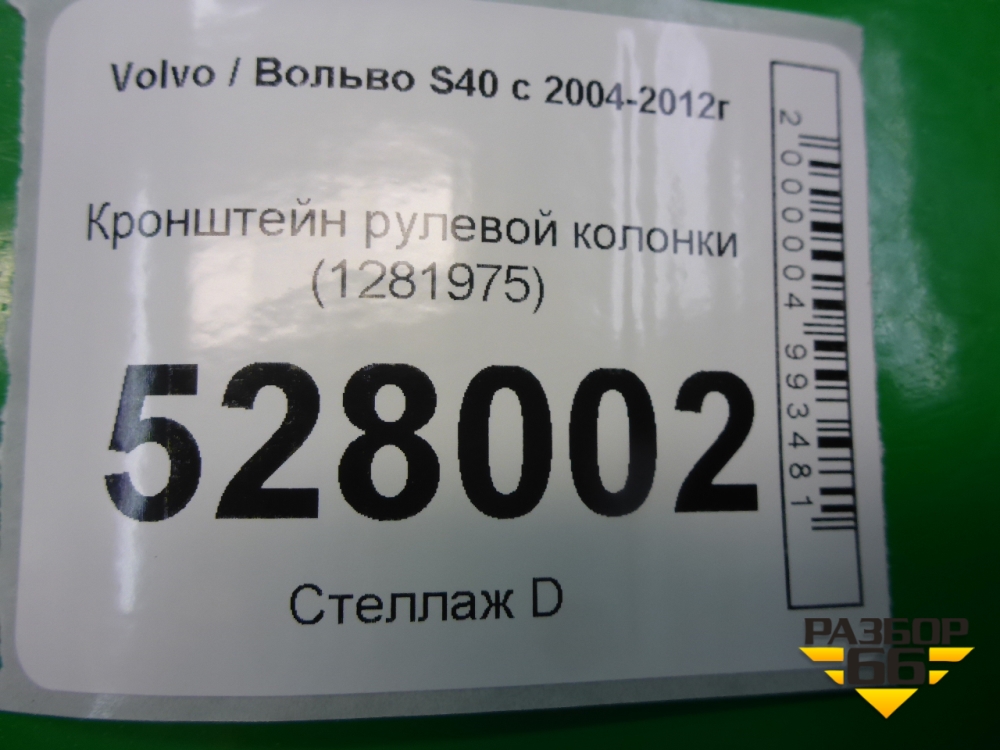 Volvo / Вольво S40 с 2004-2012г
Кронштейн рулевой колонки
(1281975)
528002
Стеллаж D
2000004993481
РАЗБОР
66